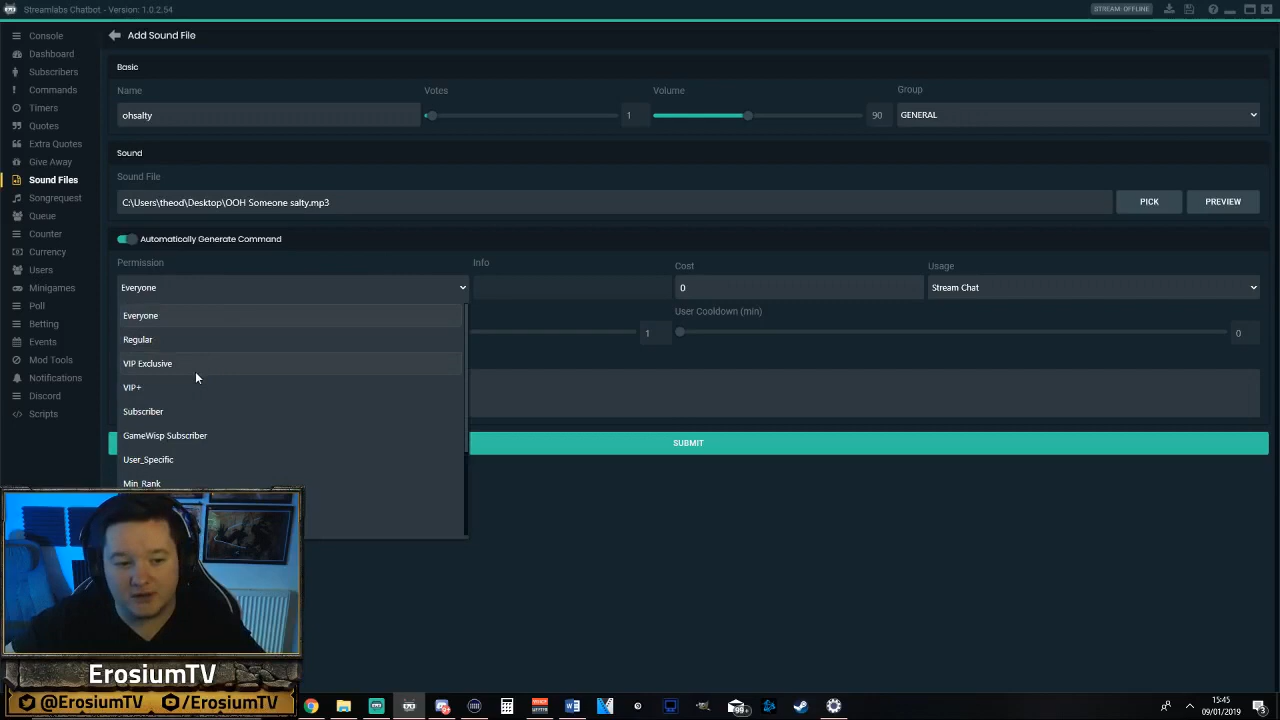 Streamlabs Chatbot - Version: 1.0.2.54
STREAM: OFFLINE
Console
Dashboard
Subscribers
Commands
Timers
Quotes
Extra Quotes
Give Away
Sound Files
Songrequest
Queue
Counter
Currency
Users
Minigames
Poll
Betting
Events
Mod Tools
Notifications
Discord
Scripts
Add Sound File
Basic
Name
Votes
Volume
Group
ohsalty
1
90
GENERAL
Sound
Sound File
C:\Users\theod\Desktop\OOH Someone salty.mp3
PICK
PREVIEW
Automatically Generate Command
Permission
Info
Cost
Usage
Everyone
0
Stream Chat
User Cooldown (min)
1
0
Everyone
Regular
VIP Exclusive
VIP+
Subscriber
GameWisp Subscriber
User_Specific
Min_Rank
SUBMIT
ErosiumTV
@ErosiumTV
/ErosiumTV
15:45
09/01/2019